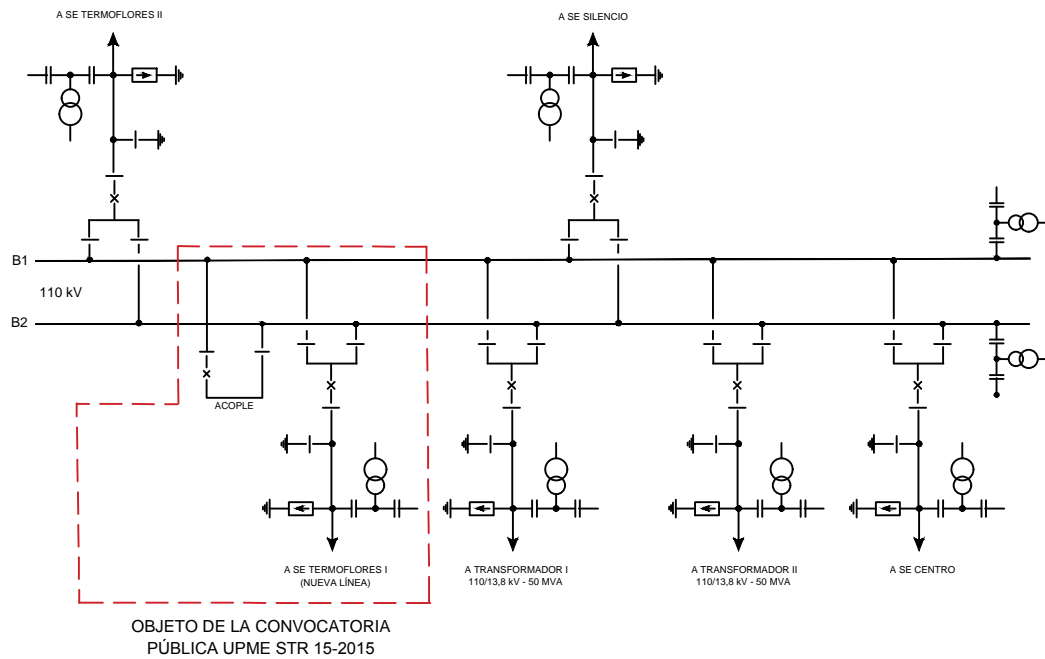 A SE TERMOFLORES II
A SE SILENCIO
B1
110 kV
B2
ACOPLE
A SE TERMOFLORES I
(NUEVA LÍNEA)
A TRANSFORMADOR I
110/13,8 kV - 50 MVA
A TRANSFORMADOR II
110/13,8 kV - 50 MVA
A SE CENTRO
OBJETO DE LA CONVOCATORIA
PÚBLICA UPME STR 15-2015